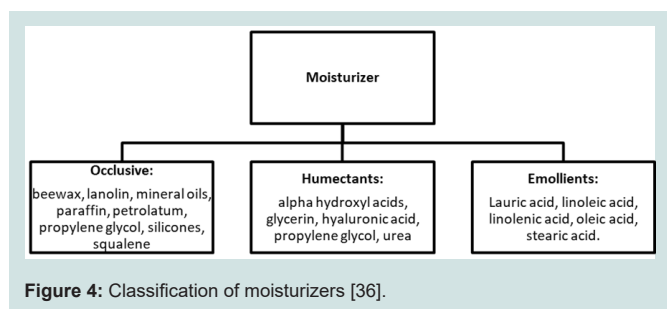 Moisturizer
Occlusive:
beewax, lanolin, mineral oils,
paraffin, petrolatum,
propylene glycol, silicones,
squalene
Humectants:
alpha hydroxyl acids,
glycerin, hyaluronic acid,
propylene glycol, urea
Emollients:
Lauric acid, linoleic acid,
linolenic acid, oleic acid,
stearic acid.
Figure 4: Classification of moisturizers [36].